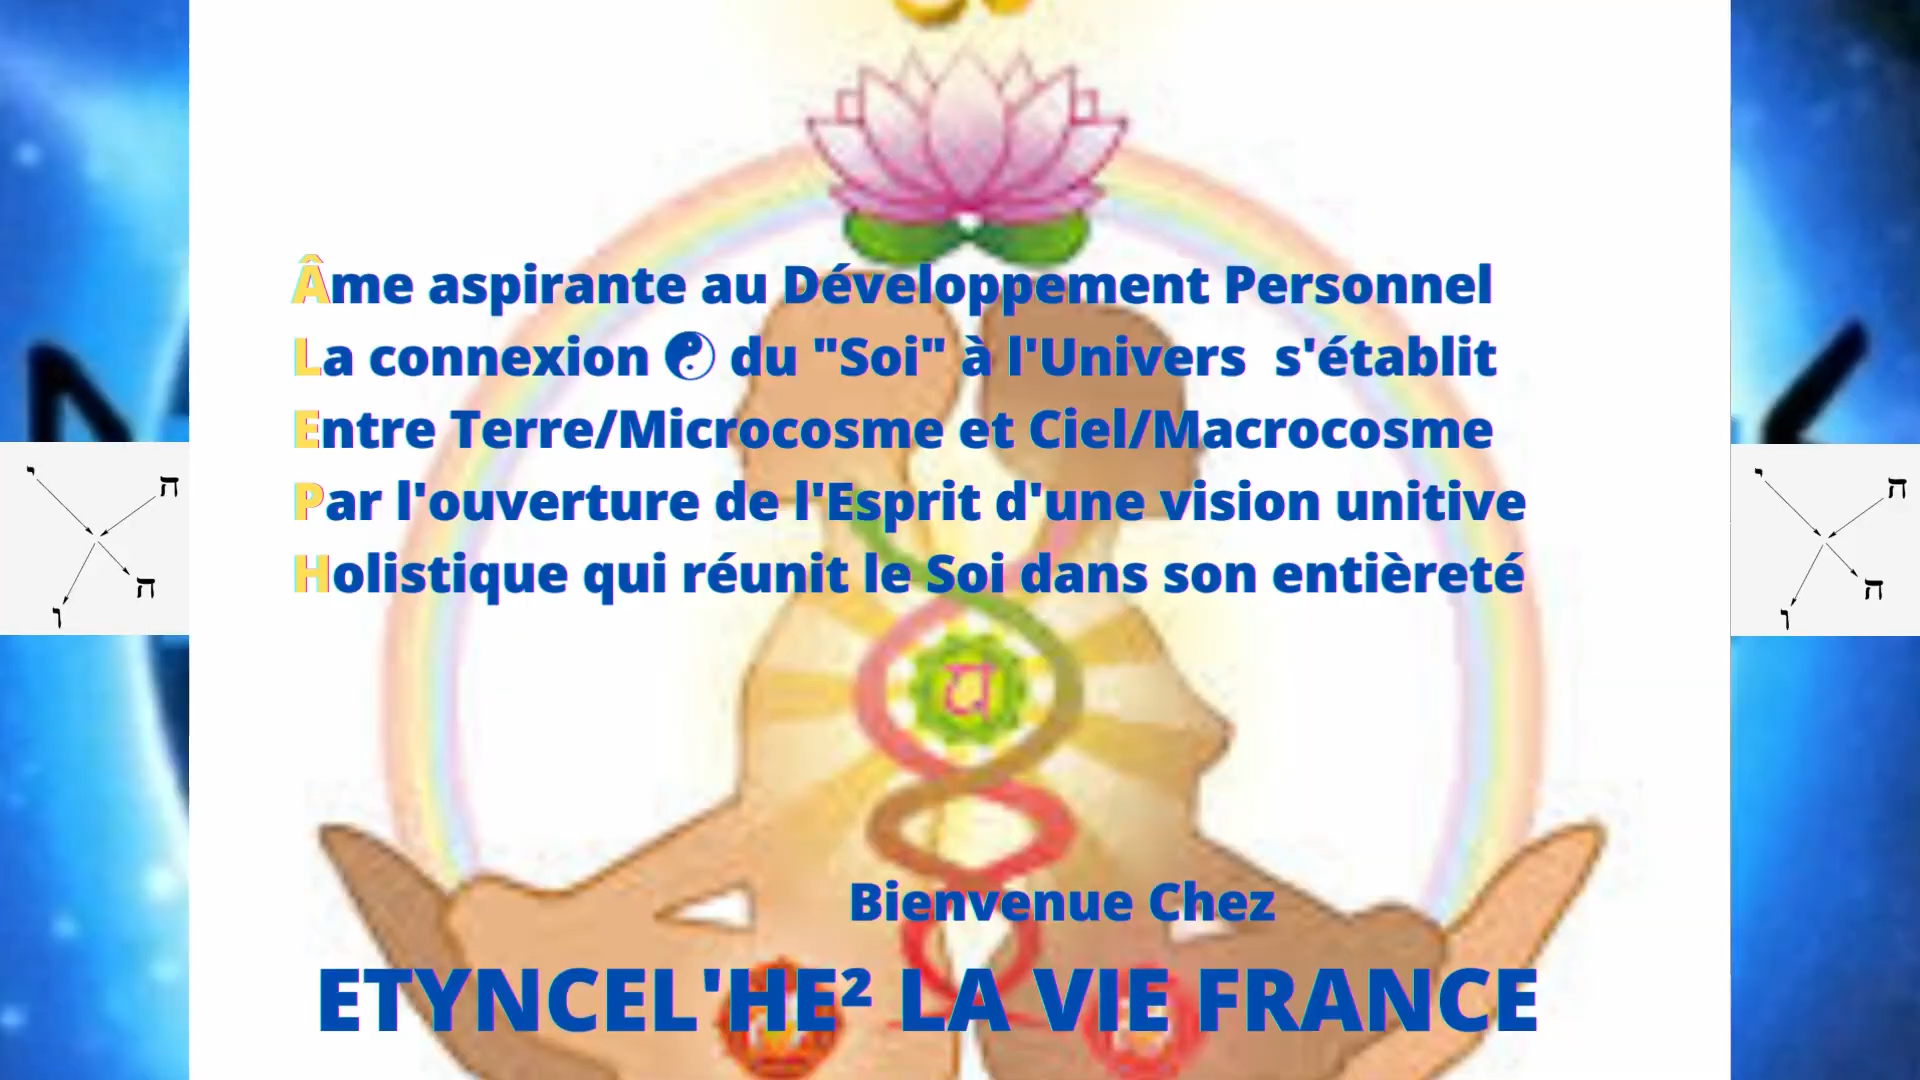 Âme aspirante au Développement Personnel
La connexion ☯ du "Soi" à l'Univers s'établit
Entre Terre/Microcosme et Ciel/Macrocosme
Par l'ouverture de l'Esprit d'une vision unitive
Holistique qui réunit le Soi dans son entièreté
י
ה
ה
ו
י
ה
ה
ו
Bienvenue Chez
ETYNCEL'HE² LA VIE FRANCE